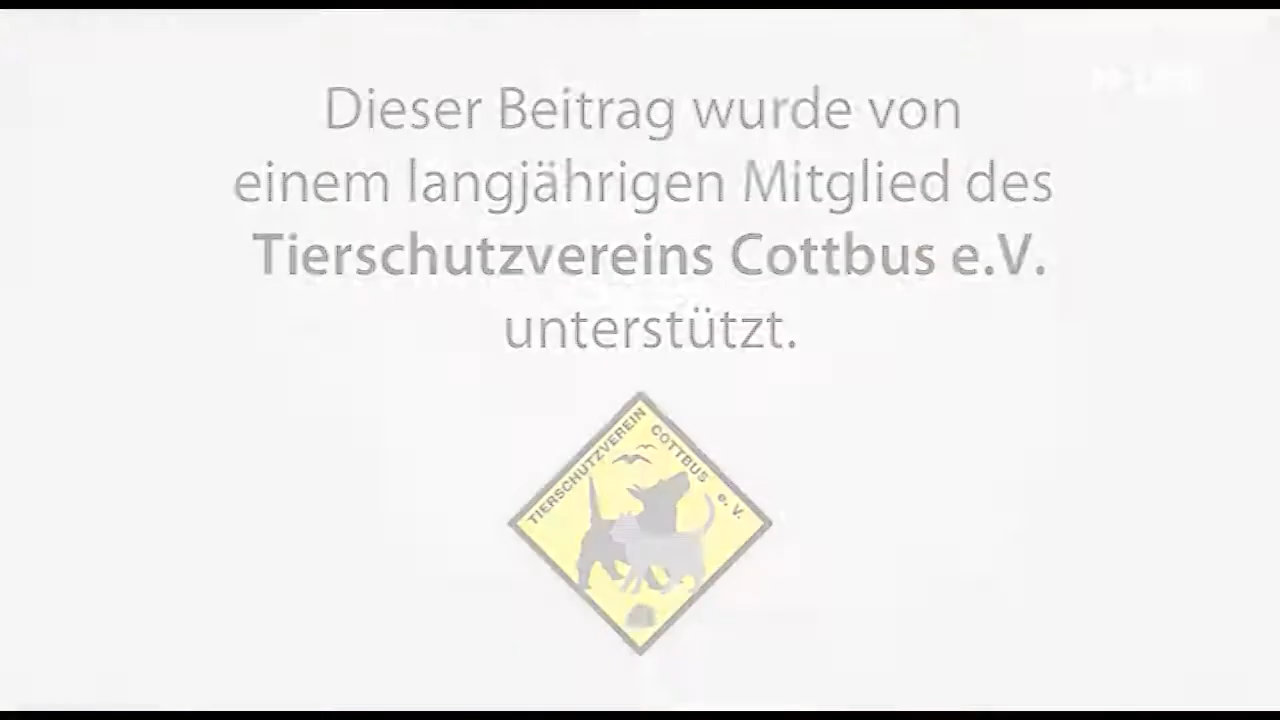 Dieser Beitrag wurde von
einem langjährigen Mitglied des
Tierschutzvereins Cottbus e.V.
unterstützt.
TIERSCHUTZVEREIN COTTBUS e. V.